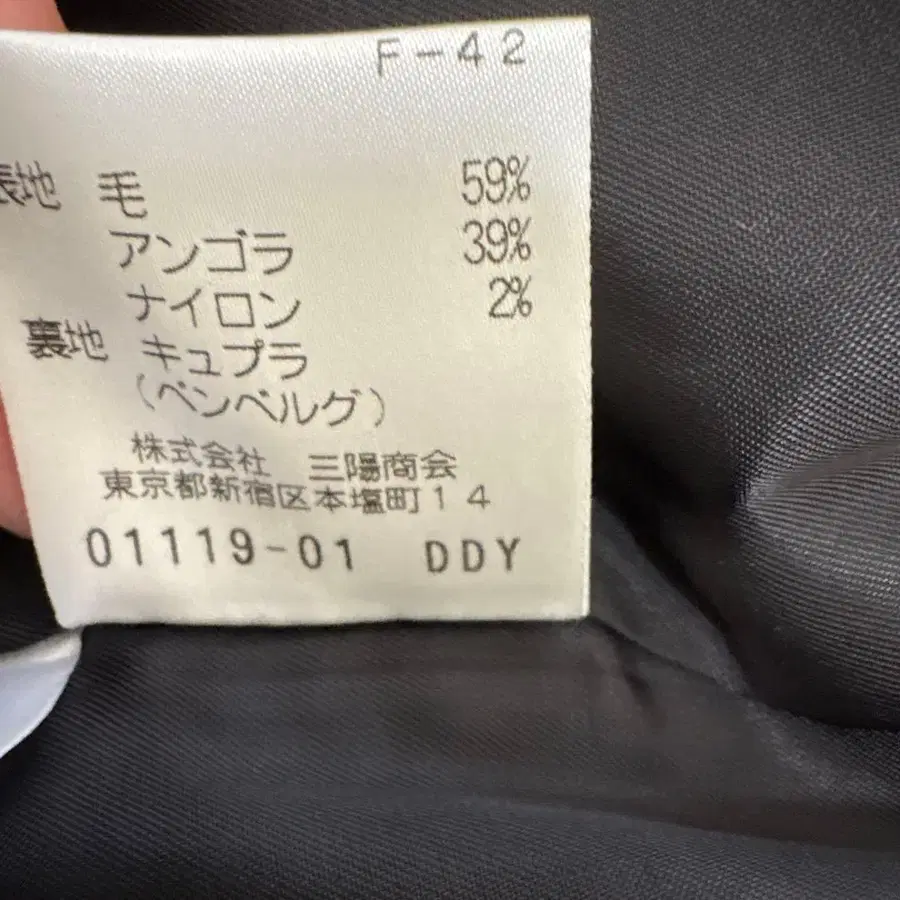 F-42
表地 毛 59%
アンゴラ 39%
ナイロン 2%
裏地 キュプラ
(ベンベルグ)
株式会社 三陽商会
東京都新宿区本塩町14
01119-01 DDY